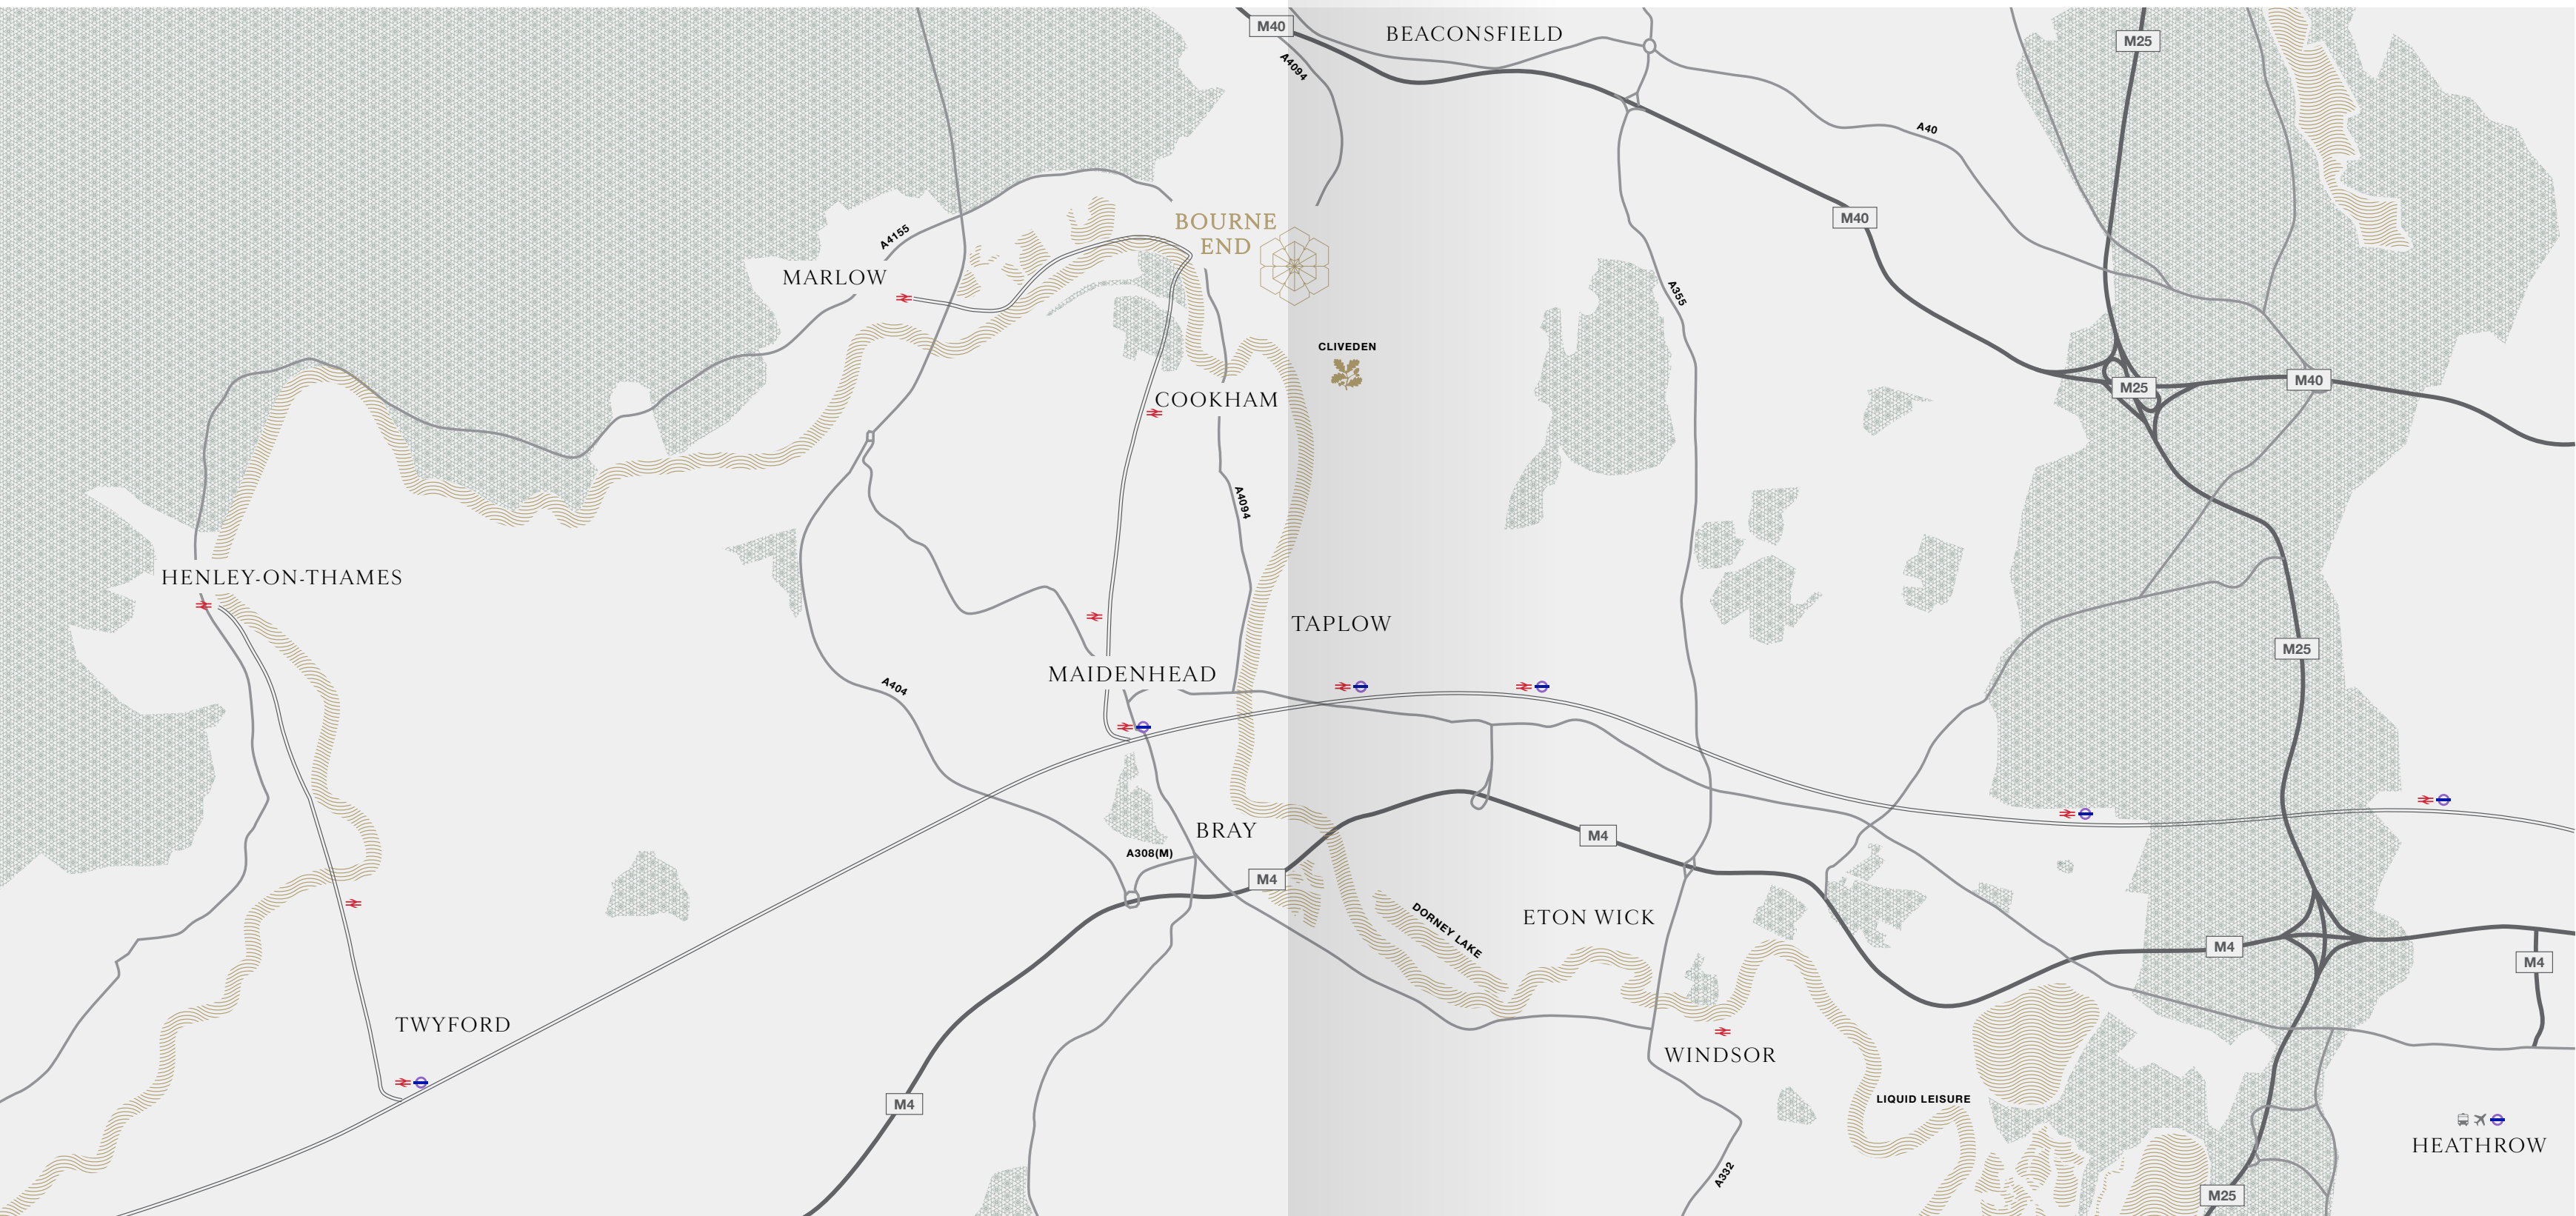 M40
BEACONSFIELD
M25
A4094
A40
BOURNE
END
M40
A4155
MARLOW
A355
CLIVEDEN
M25
M40
COOKHAM
A4094
HENLEY-ON-THAMES
TAPLOW
M25
MAIDENHEAD
A404
BRAY
M4
A308(M)
M4
ETON WICK
DORNEY LAKE
M4
M4
TWYFORD
WINDSOR
M4
LIQUID LEISURE
HEATHROW
A332
M25